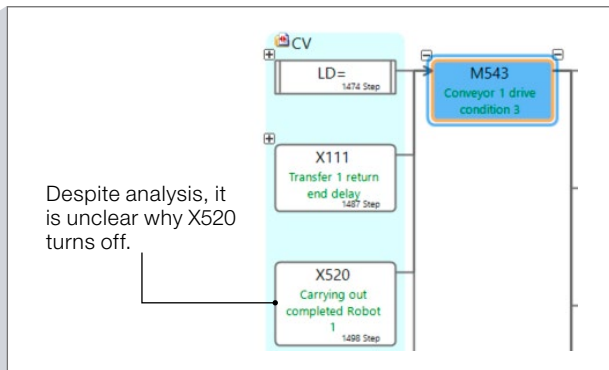 CV
LD=
1474 Step
M543
Conveyor 1 drive
condition 3
X111
Transfer 1 return
end delay
1487 Step
Despite analysis, it
is unclear why X520
turns off.
X520
Carrying out
completed Robot
1
1498 Step